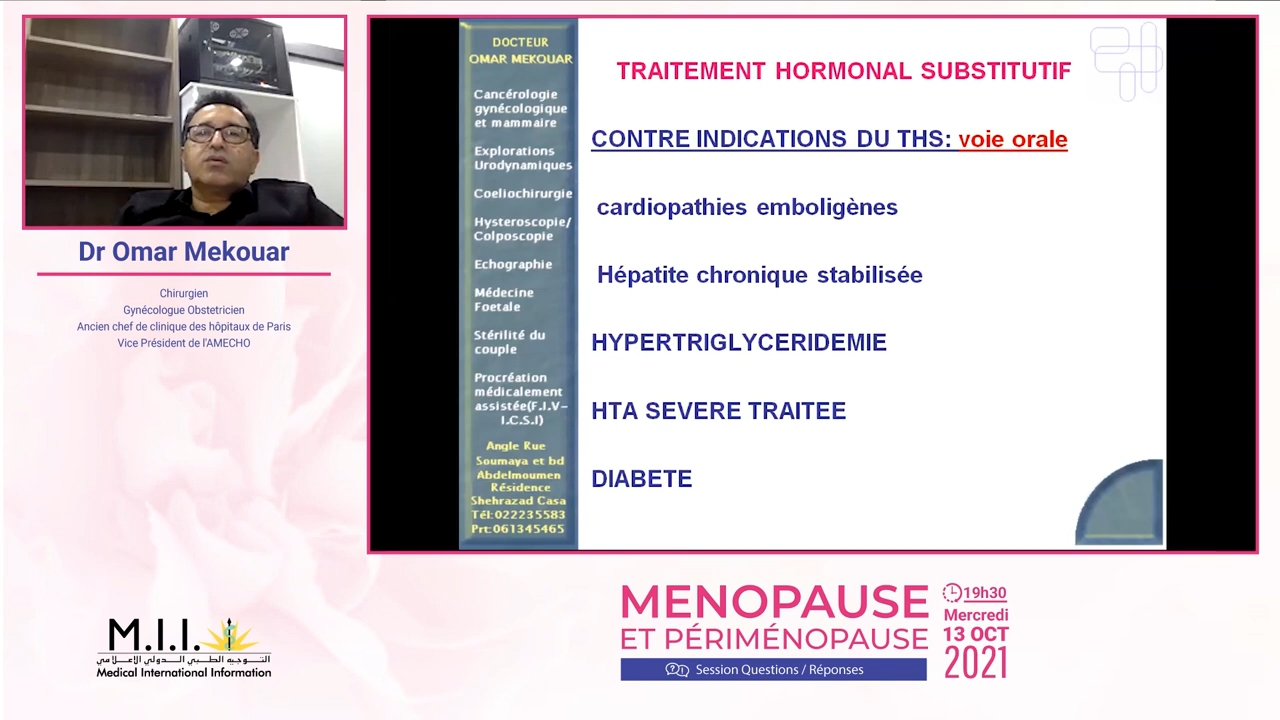 Dr Omar Mekouar
Chirurgien
Gynécologue Obstetricien
Ancien chef de clinique des hôpitaux de Paris
Vice Président de l'AMECHO
DOCTEUR
OMAR MEKOUAR
Cancérologie
gynécologique
et mammaire
Explorations
Urodynamiques
Coeliochirurgie
Hysteroscopie/
Colposcopie
Echographie
Médecine
Foetale
Stérilité du
couple
Procréation
médicalement
assistée(F.I.V-
I.C.S.I)
Angle Rue
Soumaya et bd
Abdelmoumen
Résidence
Shehrazad Casa
Tél:022235583
Prt:061345465
TRAITEMENT HORMONAL SUBSTITUTIF
CONTRE INDICATIONS DU THS: voie orale
cardiopathies emboligènes
Hépatite chronique stabilisée
HYPERTRIGLYCERIDEMIE
HTA SEVERE TRAITEE
DIABETE
M.I.I.
التوجيه الطبي الدولي الإعلامي
Medical International Information
MENOPAUSE
ET PÉRIMÉNOPAUSE
Session Questions / Réponses
19h30
Mercredi
13 OCT
2021